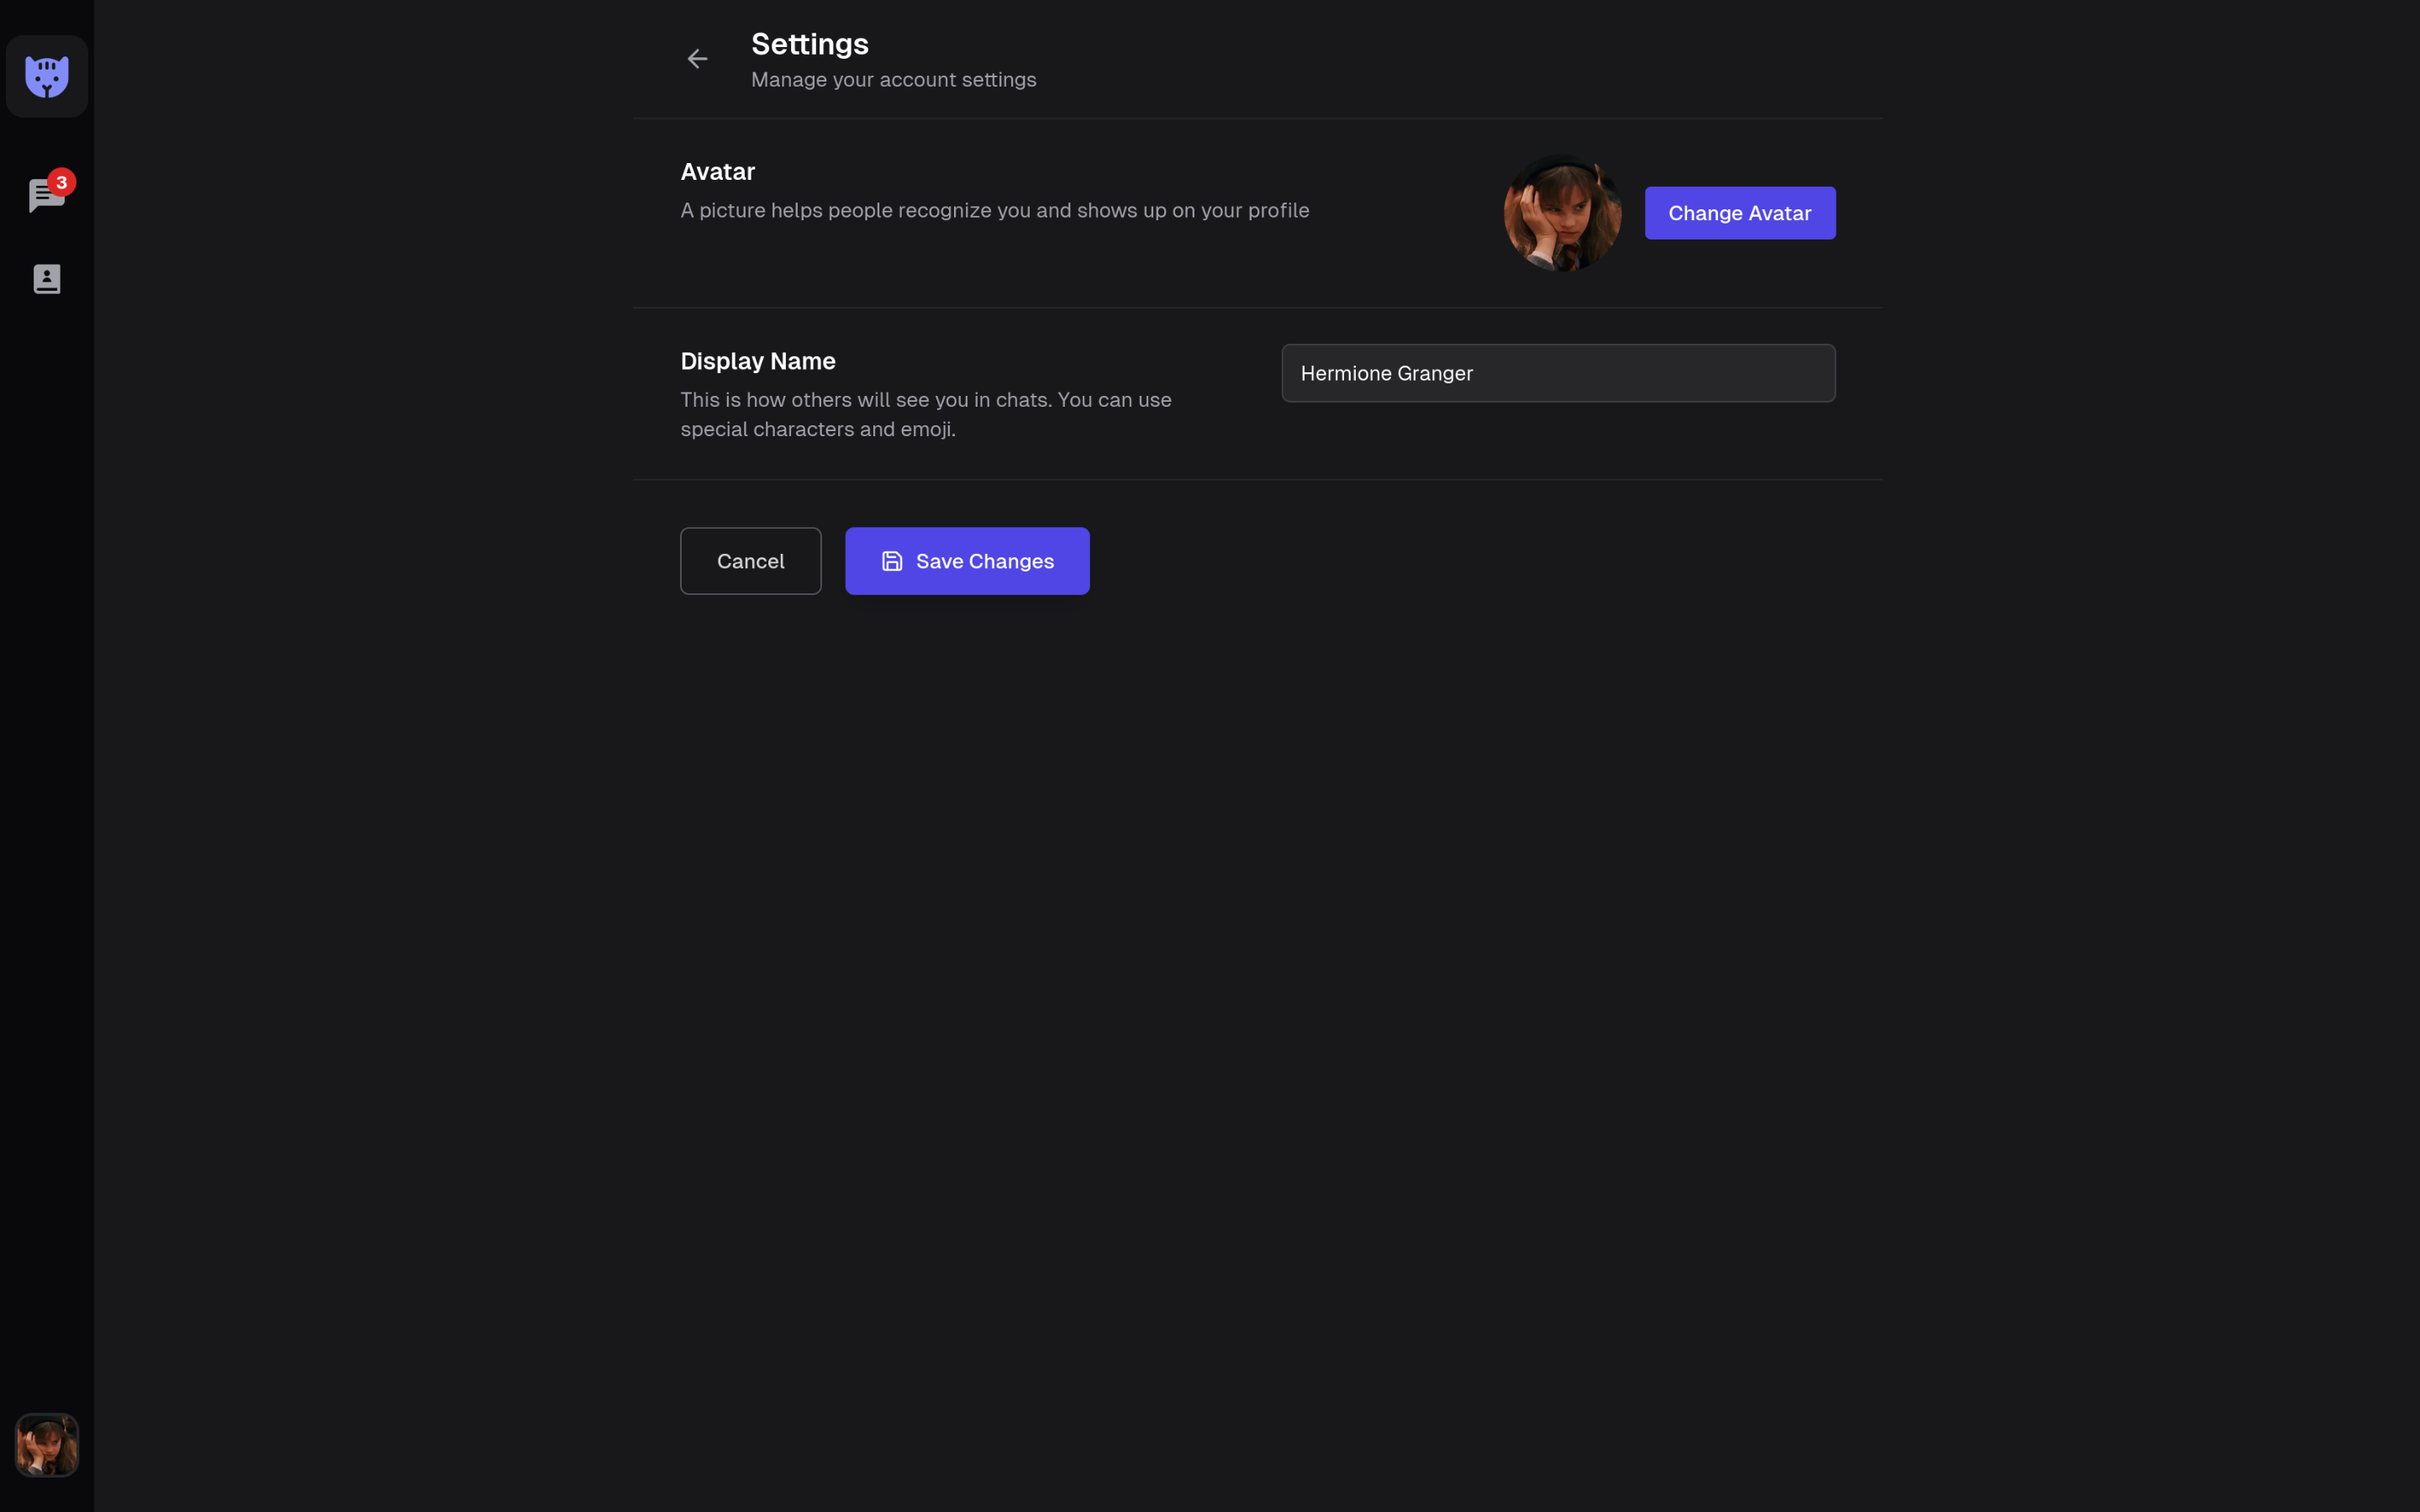 Settings
Manage your account settings
3
Avatar
A picture helps people recognize you and shows up on your profile
Change Avatar
Display Name
Hermione Granger
This is how others will see you in chats. You can use
special characters and emoji.
Cancel
Save Changes